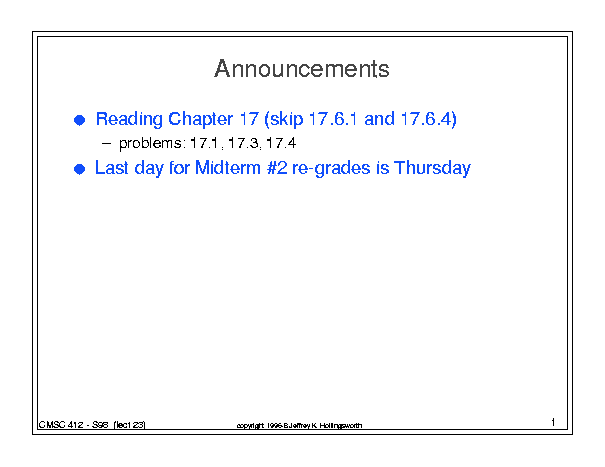 Announcements
● Reading Chapter 17 (skip 17.6.1 and 17.6.4)
– problems: 17.1, 17.3, 17.4
● Last day for Midterm #2 re-grades is Thursday
CMSC 412 - S98 (lect 23)
copyright 1996-8 Jeffrey K. Hollingsworth
1